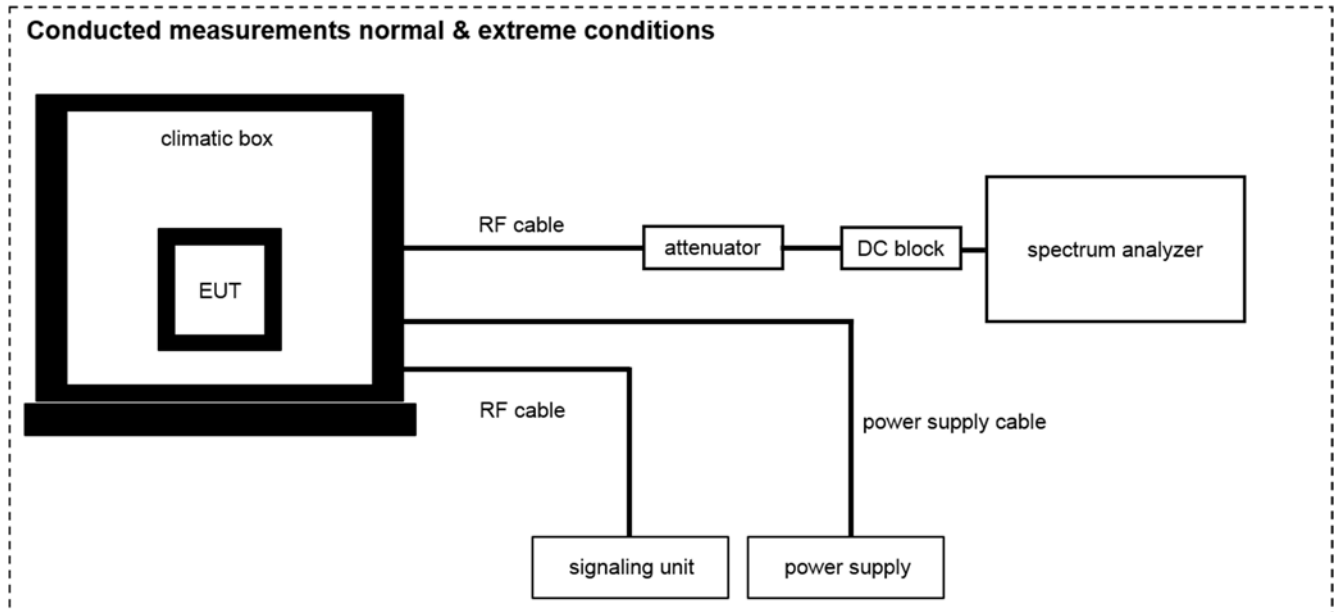 Conducted measurements normal & extreme conditions
climatic box
EUT
RF cable
attenuator
DC block
spectrum analyzer
RF cable
power supply cable
signaling unit
power supply